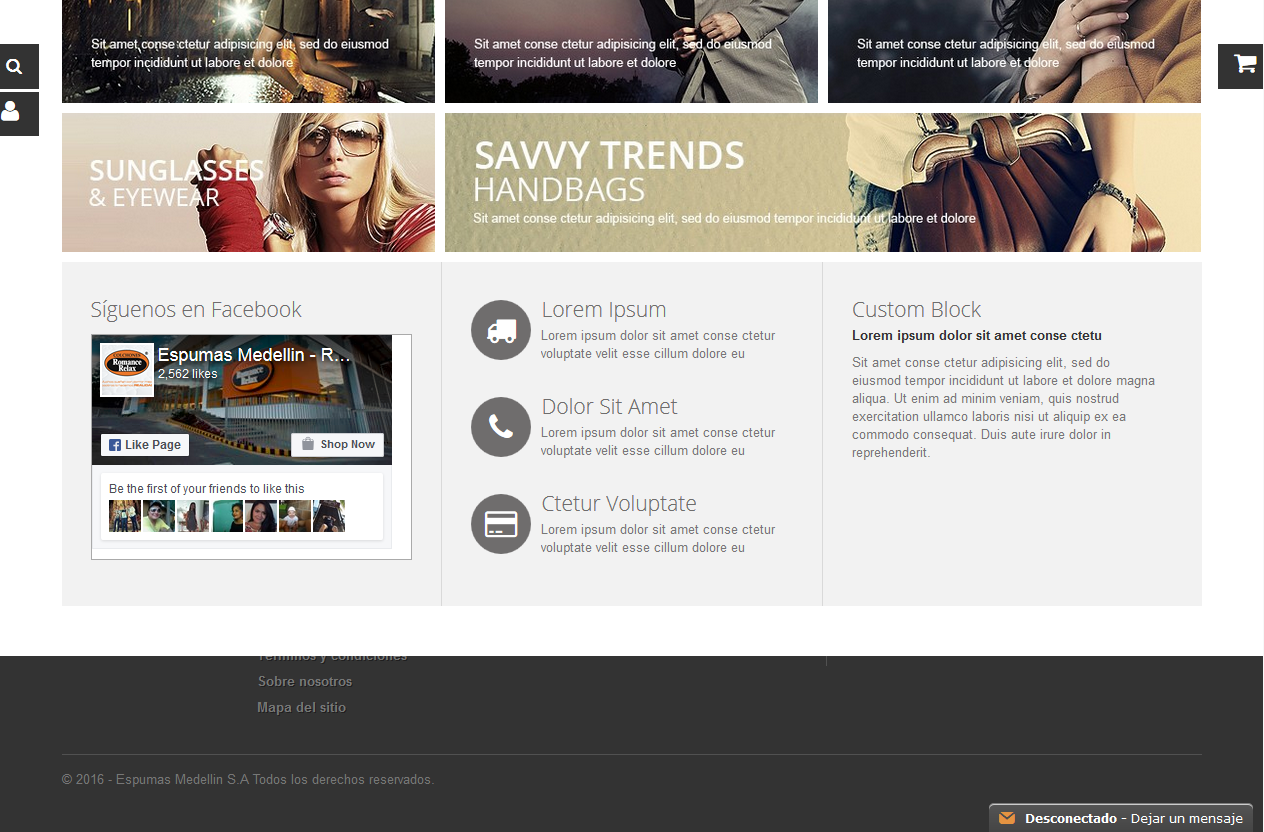 Sit amet conse ctetur adipisicing elit, sed do eiusmod
tempor incididunt ut labore et dolore
Sit amet conse ctetur adipisicing elit, sed do eiusmod
tempor incididunt ut labore et dolore
Sit amet conse ctetur adipisicing elit, sed do eiusmod
tempor incididunt ut labore et dolore
SUNGLASSES
& EYEWEAR
SAVVY TRENDS
HANDBAGS
Sit amet conse ctetur adipisicing elit, sed do eiusmod tempor incididunt ut labore et dolore
Síguenos en Facebook
Romance
Relax
Espumas Medellin - R...
2,562 likes
Like Page
Shop Now
Be the first of your friends to like this
Lorem Ipsum
Lorem ipsum dolor sit amet conse ctetur
voluptate velit esse cillum dolore eu
Dolor Sit Amet
Lorem ipsum dolor sit amet conse ctetur
voluptate velit esse cillum dolore eu
Ctetur Voluptate
Lorem ipsum dolor sit amet conse ctetur
voluptate velit esse cillum dolore eu
Custom Block
Lorem ipsum dolor sit amet conse ctetu
Sit amet conse ctetur adipisicing elit, sed do
eiusmod tempor incididunt ut labore et dolore magna
aliqua. Ut enim ad minim veniam, quis nostrud
exercitation ullamco laboris nisi ut aliquip ex ea
commodo consequat. Duis aute irure dolor in
reprehenderit.
Términos y condiciones
Sobre nosotros
Mapa del sitio
© 2016 - Espumas Medellin S.A Todos los derechos reservados.
Desconectado - Dejar un mensaje